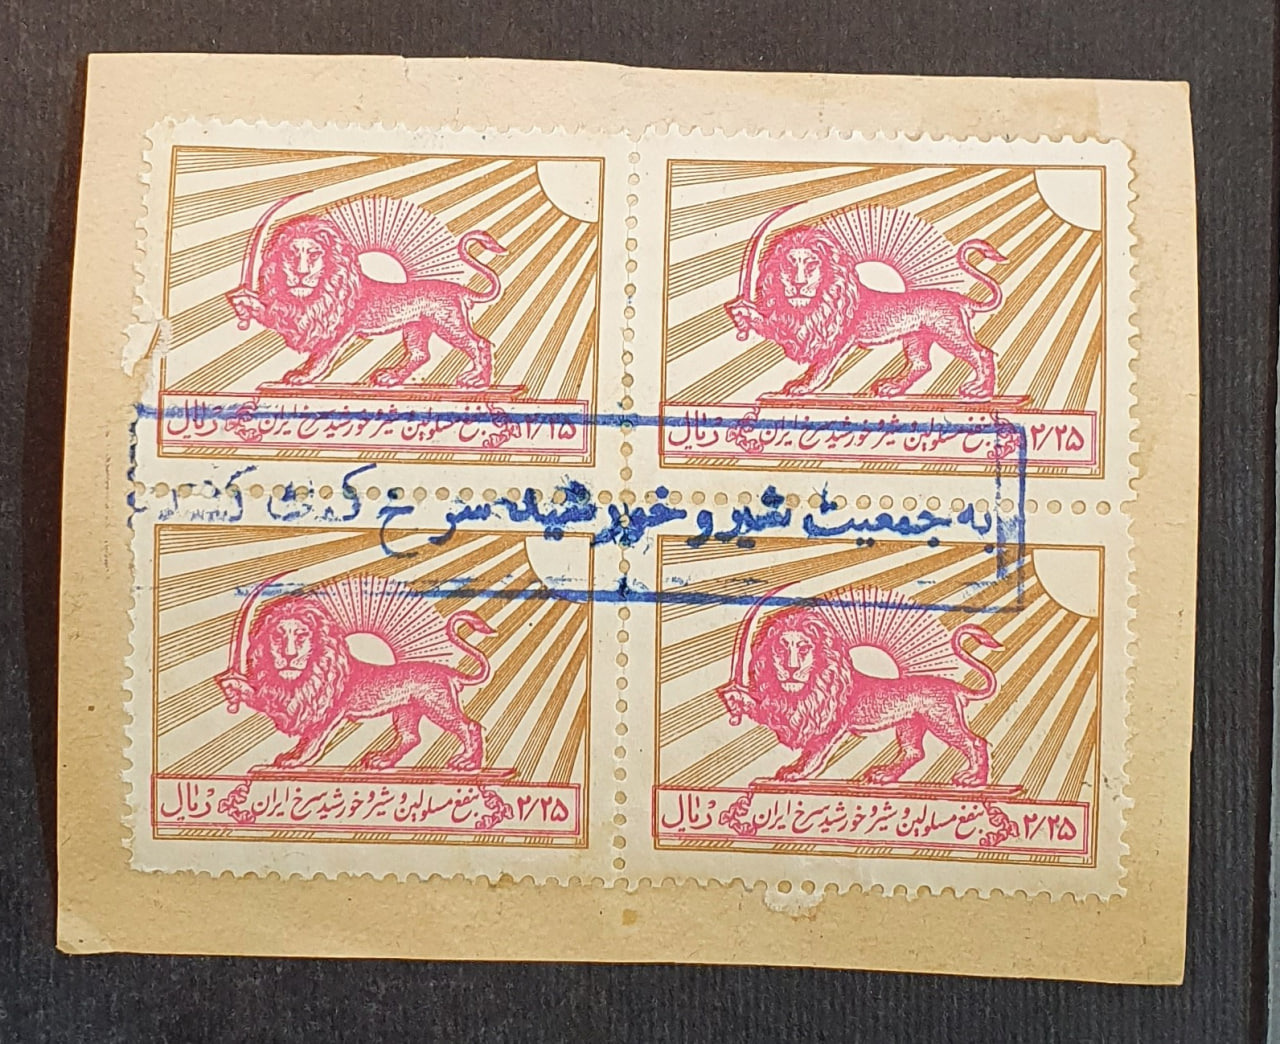 ۲/۲۵ بنفع مسلولین و شیر و خورشید سرخ ایران ریال
۲/۲۵ بنفع مسلولین و شیر و خورشید سرخ ایران ریال
به جمعیت شیر و خورشید سرخ کمک کنید
۲/۲۵ بنفع مسلولین و شیر و خورشید سرخ ایران ریال
۲/۲۵ بنفع مسلولین و شیر و خورشید سرخ ایران ریال